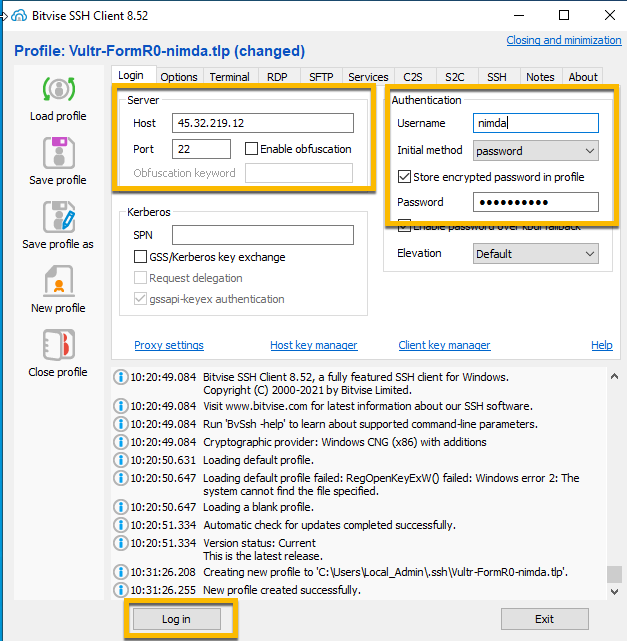 Bitvise SSH Client 8.52
Profile: Vultr-FormR0-nimda.tlp (changed)
Closing and minimization
Load profile
Save profile
Save profile as
New profile
Close profile
Login Options Terminal RDP SFTP Services C2S S2C SSH Notes About
Server
Host 45.32.219.12
Port 22 Enable obfuscation
Obfuscation keyword
Kerberos
SPN
GSS/Kerberos key exchange
Request delegation
gssapi-keyex authentication
Authentication
Username nimda
Initial method password
Store encrypted password in profile
Password ●●●●●●●●●●
Enable password over kbdi fallback
Elevation Default
Proxy settings Host key manager Client key manager Help
10:20:49.084 Bitvise SSH Client 8.52, a fully featured SSH client for Windows.
Copyright (C) 2000-2021 by Bitvise Limited.
10:20:49.084 Visit www.bitvise.com for latest information about our SSH software.
10:20:49.084 Run 'BvSsh -help' to learn about supported command-line parameters.
10:20:49.084 Cryptographic provider: Windows CNG (x86) with additions
10:20:50.631 Loading default profile.
10:20:50.647 Loading default profile failed: RegOpenKeyExW() failed: Windows error 2: The
system cannot find the file specified.
10:20:50.647 Loading a blank profile.
10:20:51.334 Automatic check for updates completed successfully.
10:20:51.334 Version status: Current
This is the latest release.
10:31:26.208 Creating new profile to 'C:\Users\Local_Admin\.ssh\Vultr-FormR0-nimda.tlp'.
10:31:26.255 New profile created successfully.
Log in Exit